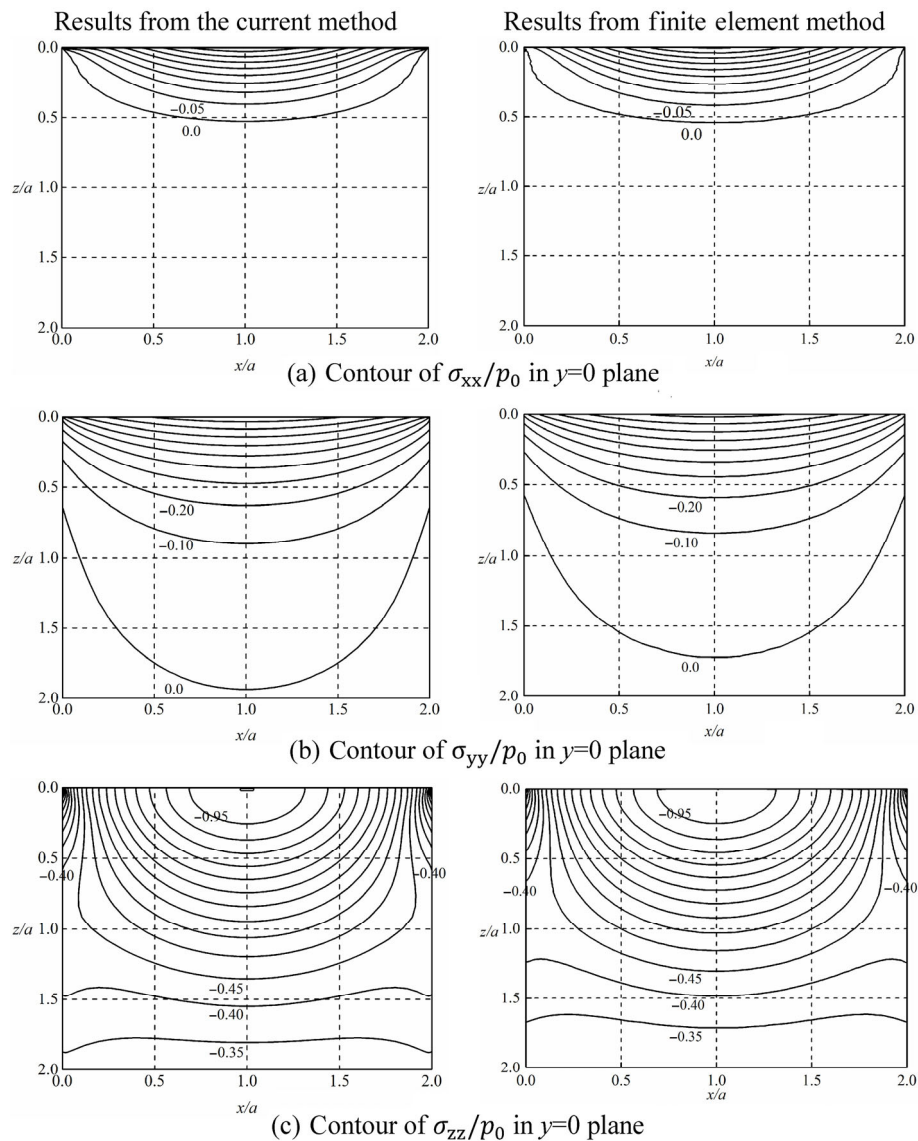 Results from the current method
Results from finite element method
0.0
−0.05
0.5
0.0
z/a 1.0
1.5
2.0
0.0 0.5 1.0 1.5 2.0
x/a
0.0
−0.05
0.5
0.0
z/a 1.0
1.5
2.0
0.0 0.5 1.0 1.5 2.0
x/a
(a) Contour of σxx/p0 in y=0 plane
0.0
0.5
−0.20
−0.10
z/a 1.0
1.5
0.0
2.0
0.0 0.5 1.0 1.5 2.0
x/a
0.0
0.5
−0.20
−0.10
z/a 1.0
1.5
0.0
2.0
0.0 0.5 1.0 1.5 2.0
x/a
(b) Contour of σyy/p0 in y=0 plane
0.0
−0.95
0.5
−0.40 −0.40
z/a 1.0
−0.45
1.5
−0.40
−0.35
2.0
0.0 0.5 1.0 1.5 2.0
x/a
0.0
−0.95
0.5
−0.40 −0.40
z/a 1.0
−0.45
1.5
−0.40
−0.35
2.0
0.0 0.5 1.0 1.5 2.0
x/a
(c) Contour of σzz/p0 in y=0 plane